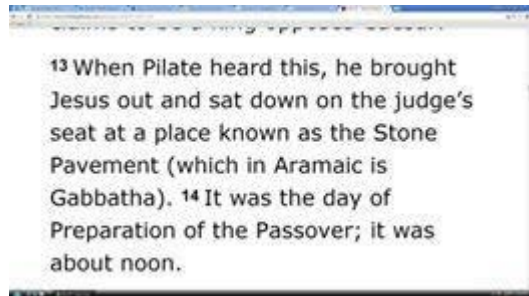 13 When Pilate heard this, he brought
Jesus out and sat down on the judge’s
seat at a place known as the Stone
Pavement (which in Aramaic is
Gabbatha). 14 It was the day of
Preparation of the Passover; it was
about noon.